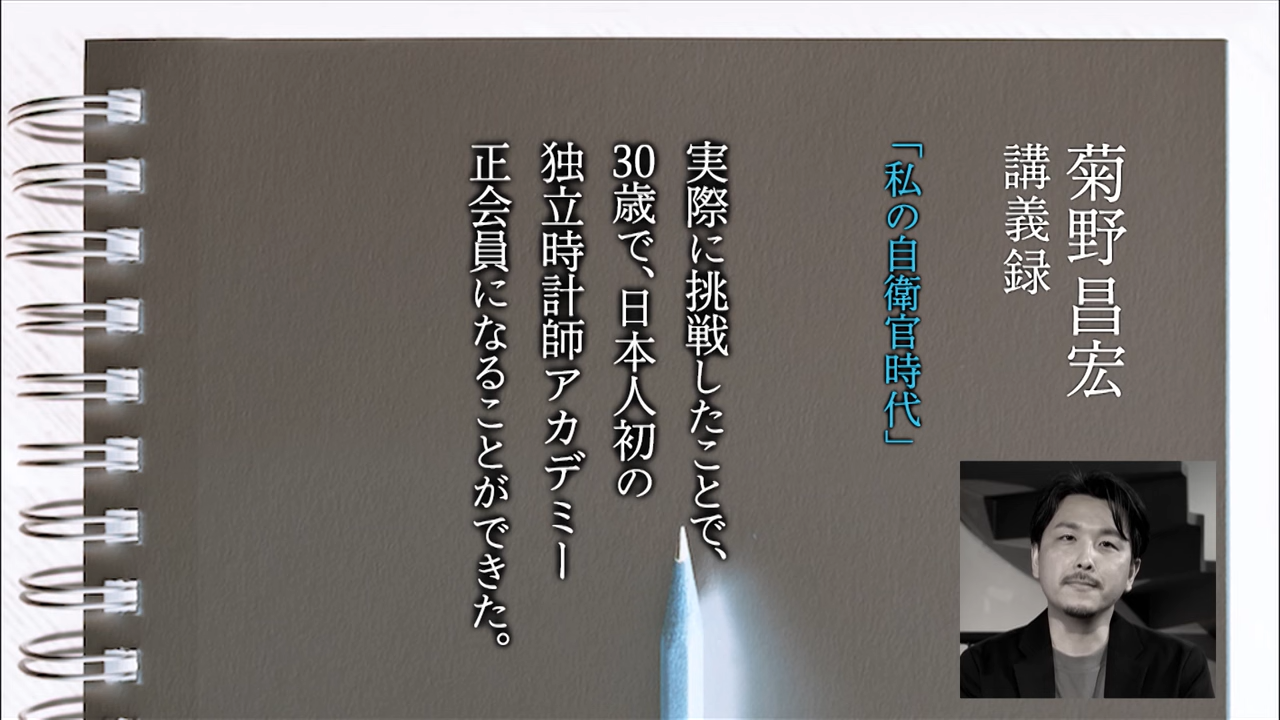 菊野昌宏
講義録
「私の自衛官時代」
実際に挑戦したことで、
30歳で、日本人初の
独立時計師アカデミー
正会員になることができた。